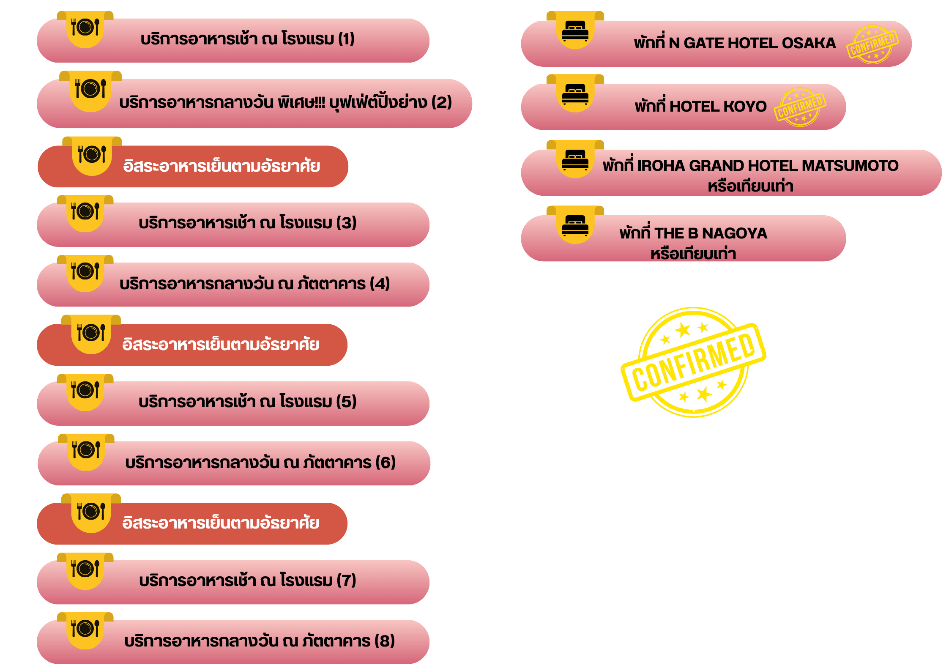 บริการอาหารเช้า ณ โรงแรม (1)
บริการอาหารกลางวัน พิเศษ!!! บุฟเฟ่ต์ปิ้งย่าง (2)
อิสระอาหารเย็นตามอัธยาศัย
บริการอาหารเช้า ณ โรงแรม (3)
บริการอาหารกลางวัน ณ ภัตตาคาร (4)
อิสระอาหารเย็นตามอัธยาศัย
บริการอาหารเช้า ณ โรงแรม (5)
บริการอาหารกลางวัน ณ ภัตตาคาร (6)
อิสระอาหารเย็นตามอัธยาศัย
บริการอาหารเช้า ณ โรงแรม (7)
บริการอาหารกลางวัน ณ ภัตตาคาร (8)
พักที่ N GATE HOTEL OSAKA
CONFIRMED
พักที่ HOTEL KOYO
CONFIRMED
พักที่ IROHA GRAND HOTEL MATSUMOTO
หรือเทียบเท่า
พักที่ THE B NAGOYA
หรือเทียบเท่า
CONFIRMED